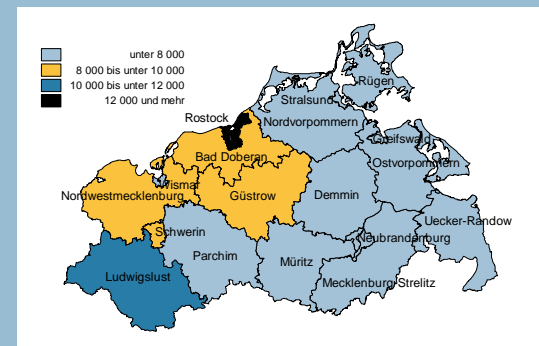 unter 8 000
8 000 bis unter 10 000
10 000 bis unter 12 000
12 000 und mehr
Rügen
Stralsund
Rostock
Nordvorpommern
Greifswald
Bad Doberan
Ostvorpommern
Wismar
Nordwestmecklenburg
Güstrow
Demmin
Uecker-Randow
Schwerin
Neubrandenburg
Parchim
Müritz
Ludwigslust
Mecklenburg-Strelitz